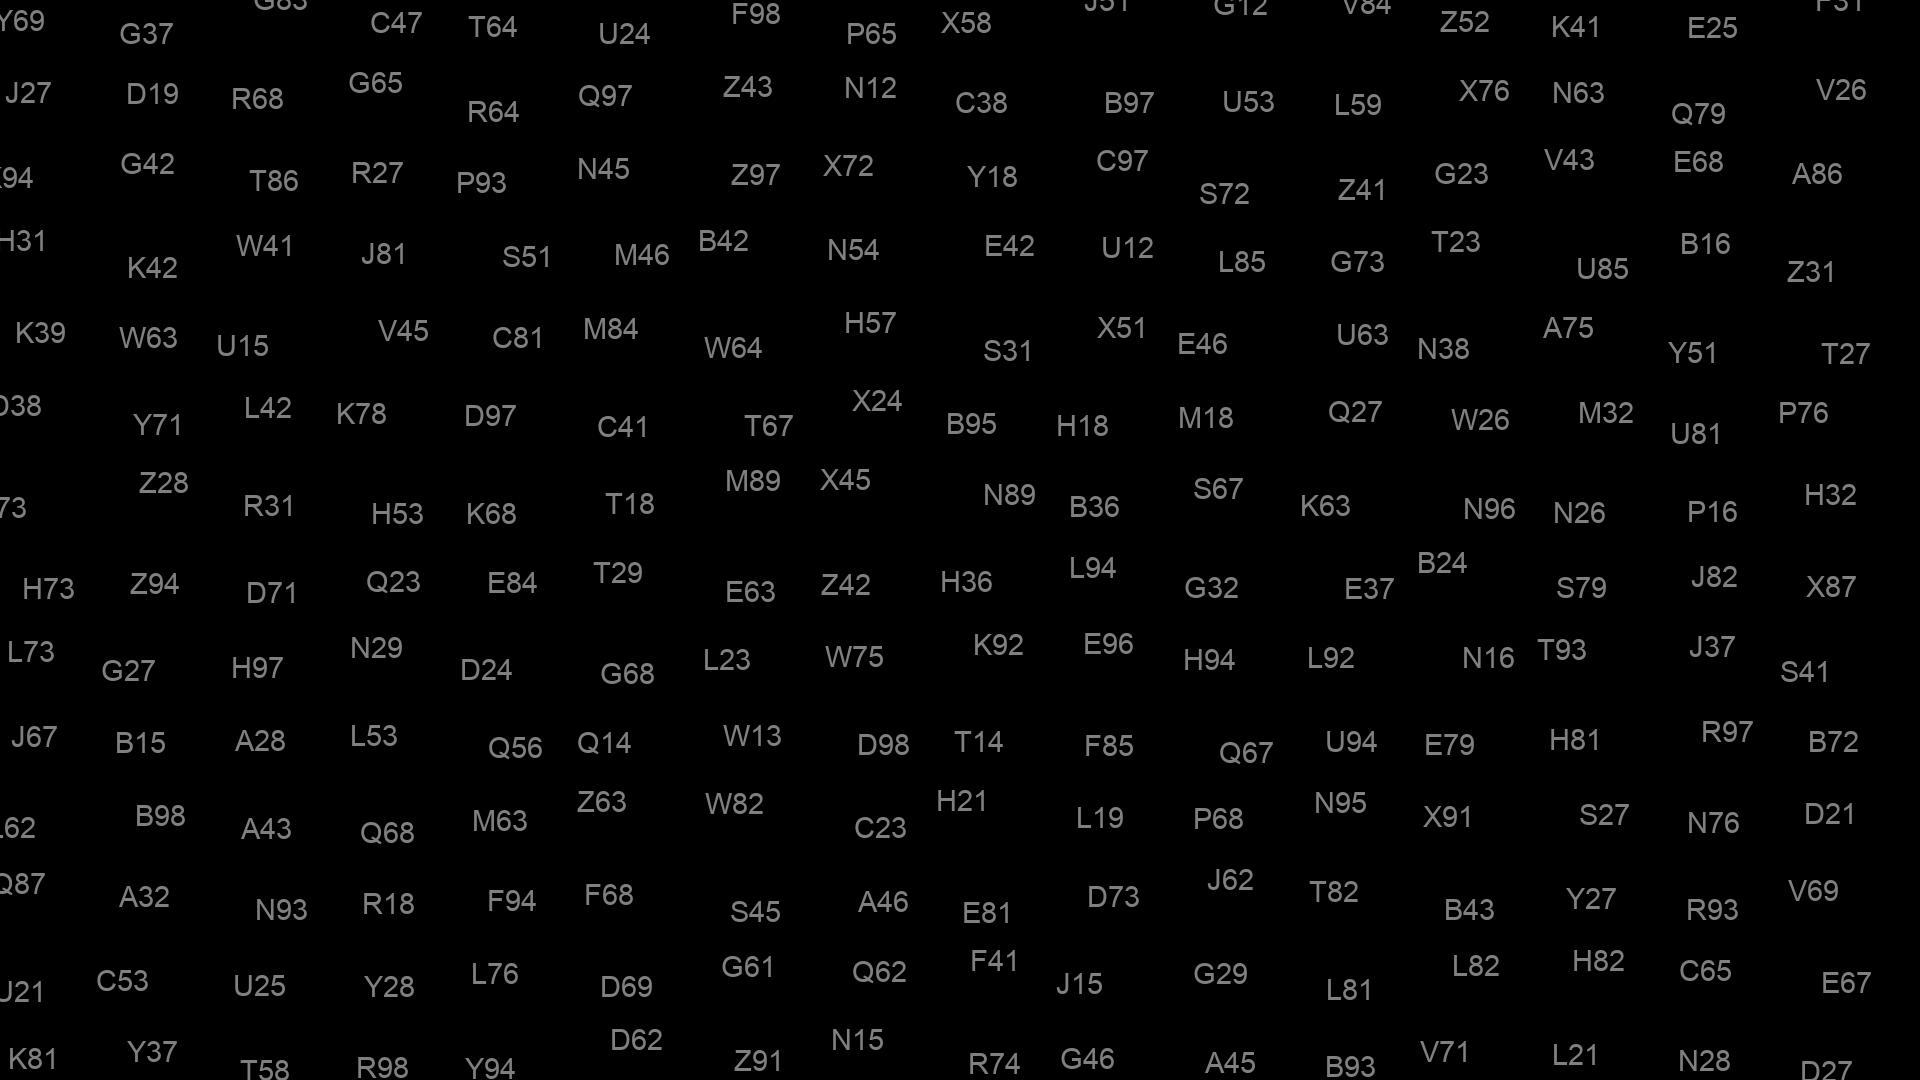 Y69 G37 G83 C47 T64 U24 F98 P65 X58 J51 G12 V84 Z52 K41 E25
J27 D19 R68 G65 R64 Q97 Z43 N12 C38 B97 U53 L59 X76 N63 Q79 V26
G42 T86 R27 P93 N45 Z97 X72 Y18 C97 S72 Z41 G23 V43 E68 A86
H31 K42 W41 J81 S51 M46 B42 N54 E42 U12 L85 G73 T23 U85 B16 Z31
K39 W63 U15 V45 C81 M84 W64 H57 S31 X51 E46 U63 N38 A75 Y51 T27
D38 Y71 L42 K78 D97 C41 T67 X24 B95 H18 M18 Q27 W26 M32 U81 P76
73 Z28 R31 H53 K68 T18 M89 X45 N89 B36 S67 K63 N96 N26 P16 H32
H73 Z94 D71 Q23 E84 T29 E63 Z42 H36 L94 G32 E37 B24 S79 J82 X87
L73 G27 H97 N29 D24 G68 L23 W75 K92 E96 H94 L92 N16 T93 J37 S41
J67 B15 A28 L53 Q56 Q14 W13 D98 T14 F85 Q67 U94 E79 H81 R97 B72
62 B98 A43 Q68 M63 Z63 W82 C23 H21 L19 P68 N95 X91 S27 N76 D21
Q87 A32 N93 R18 F94 F68 S45 A46 E81 D73 J62 T82 B43 Y27 R93 V69
U21 C53 U25 Y28 L76 D69 G61 Q62 F41 J15 G29 L81 L82 H82 C65 E67
K81 Y37 T58 R98 Y94 D62 Z91 N15 R74 G46 A45 B93 V71 L21 N28 D27